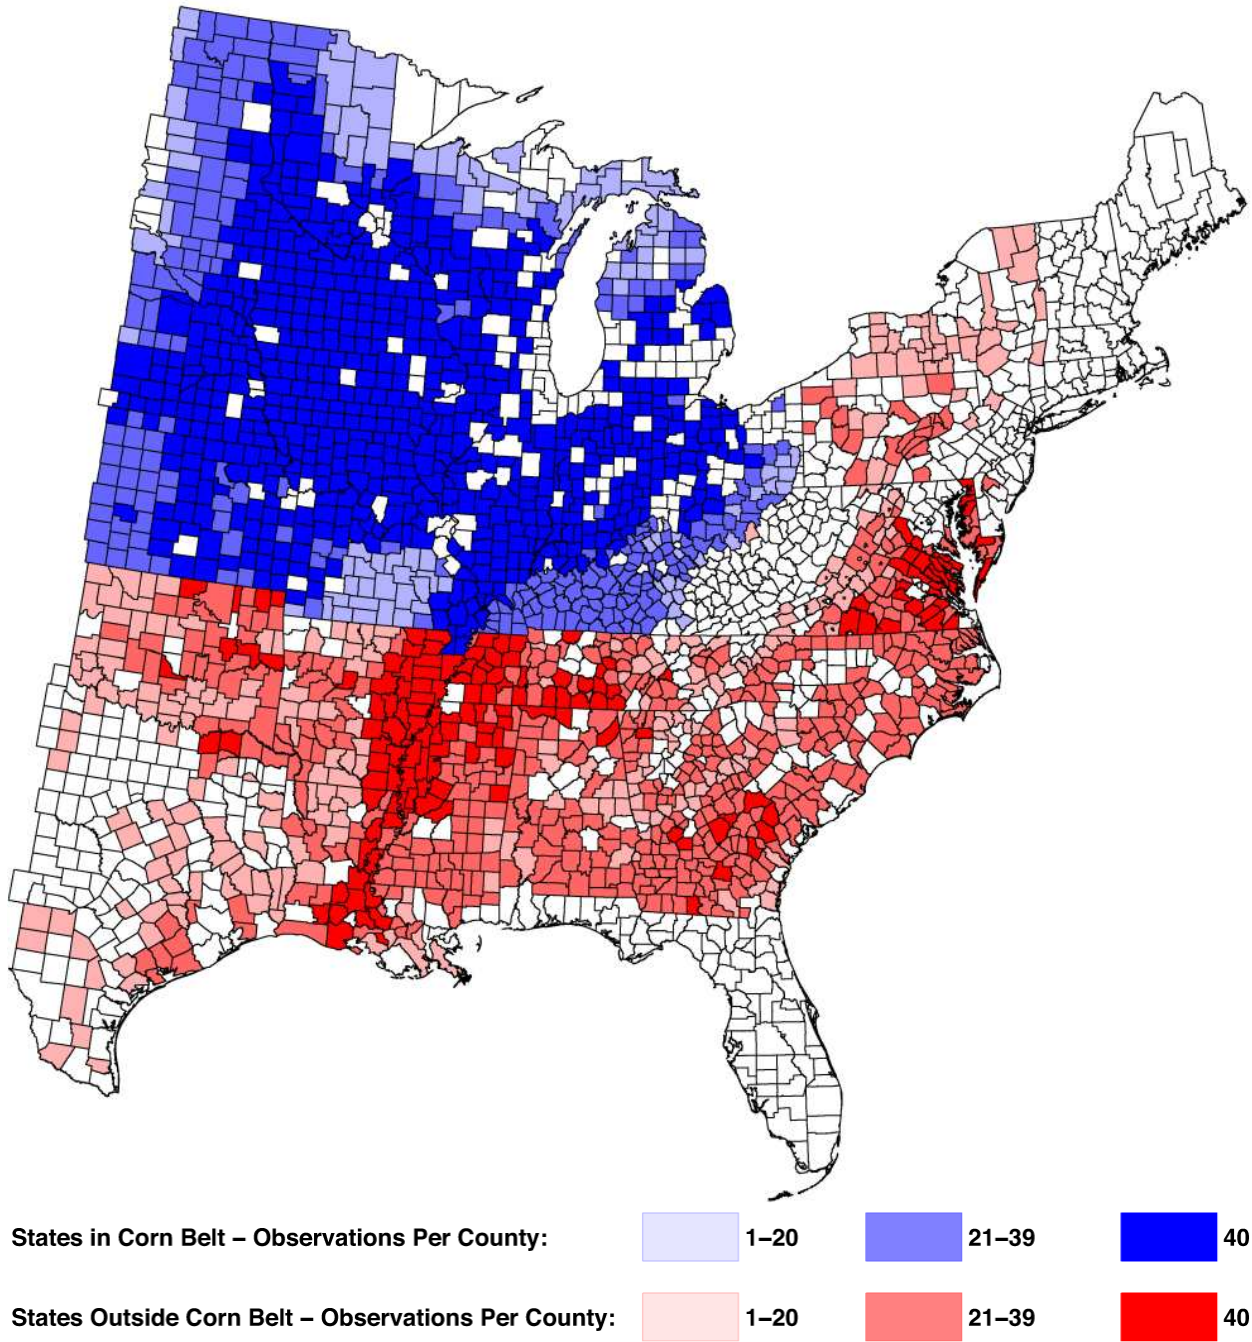 States in Corn Belt – Observations Per County: 1–20 21–39 40
States Outside Corn Belt – Observations Per County: 1–20 21–39 40